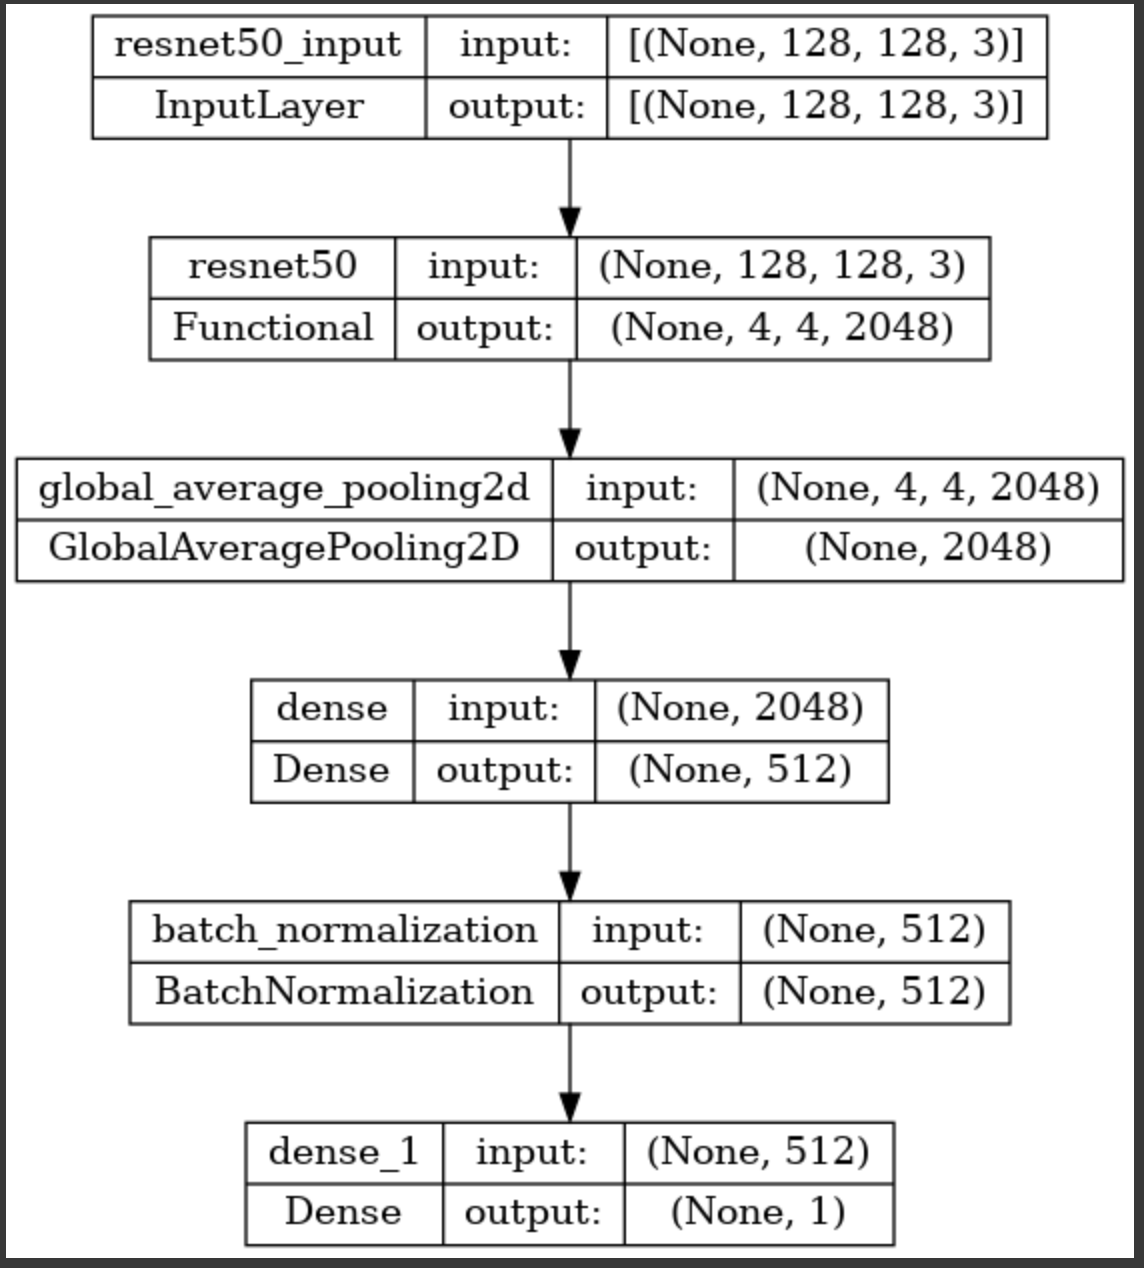 resnet50_input input: [(None, 128, 128, 3)]
InputLayer output: [(None, 128, 128, 3)]
resnet50 input: (None, 128, 128, 3)
Functional output: (None, 4, 4, 2048)
global_average_pooling2d input: (None, 4, 4, 2048)
GlobalAveragePooling2D output: (None, 2048)
dense input: (None, 2048)
Dense output: (None, 512)
batch_normalization input: (None, 512)
BatchNormalization output: (None, 512)
dense_1 input: (None, 512)
Dense output: (None, 1)